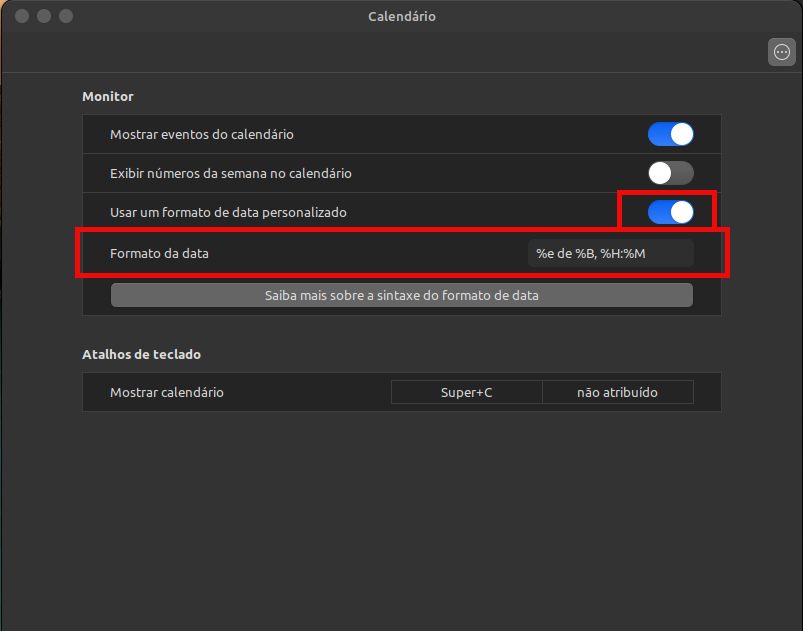 Calendário
Monitor
Mostrar eventos do calendário
Exibir números da semana no calendário
Usar um formato de data personalizado
Formato da data %e de %B, %H:%M
Saiba mais sobre a sintaxe do formato de data
Atalhos de teclado
Mostrar calendário Super+C não atribuído